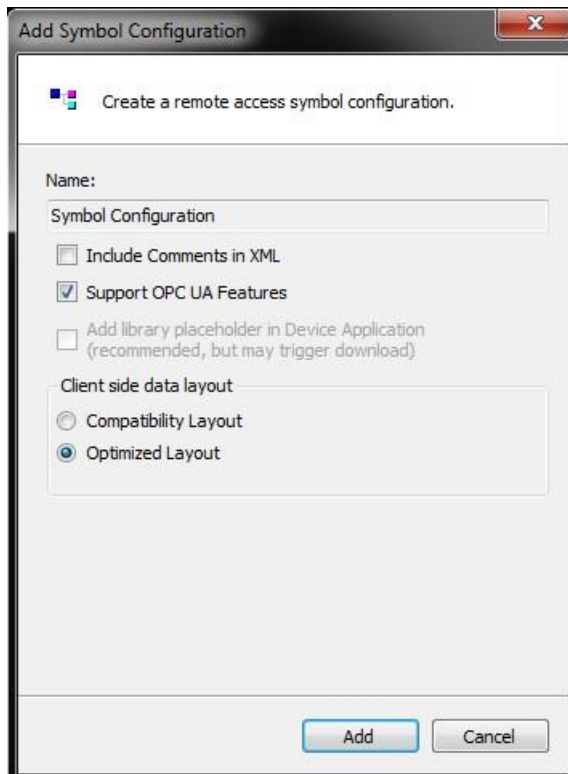 Add Symbol Configuration
Create a remote access symbol configuration.
Name:
Symbol Configuration
Include Comments in XML
Support OPC UA Features
Add library placeholder in Device Application
(recommended, but may trigger download)
Client side data layout
Compatibility Layout
Optimized Layout
Add
Cancel